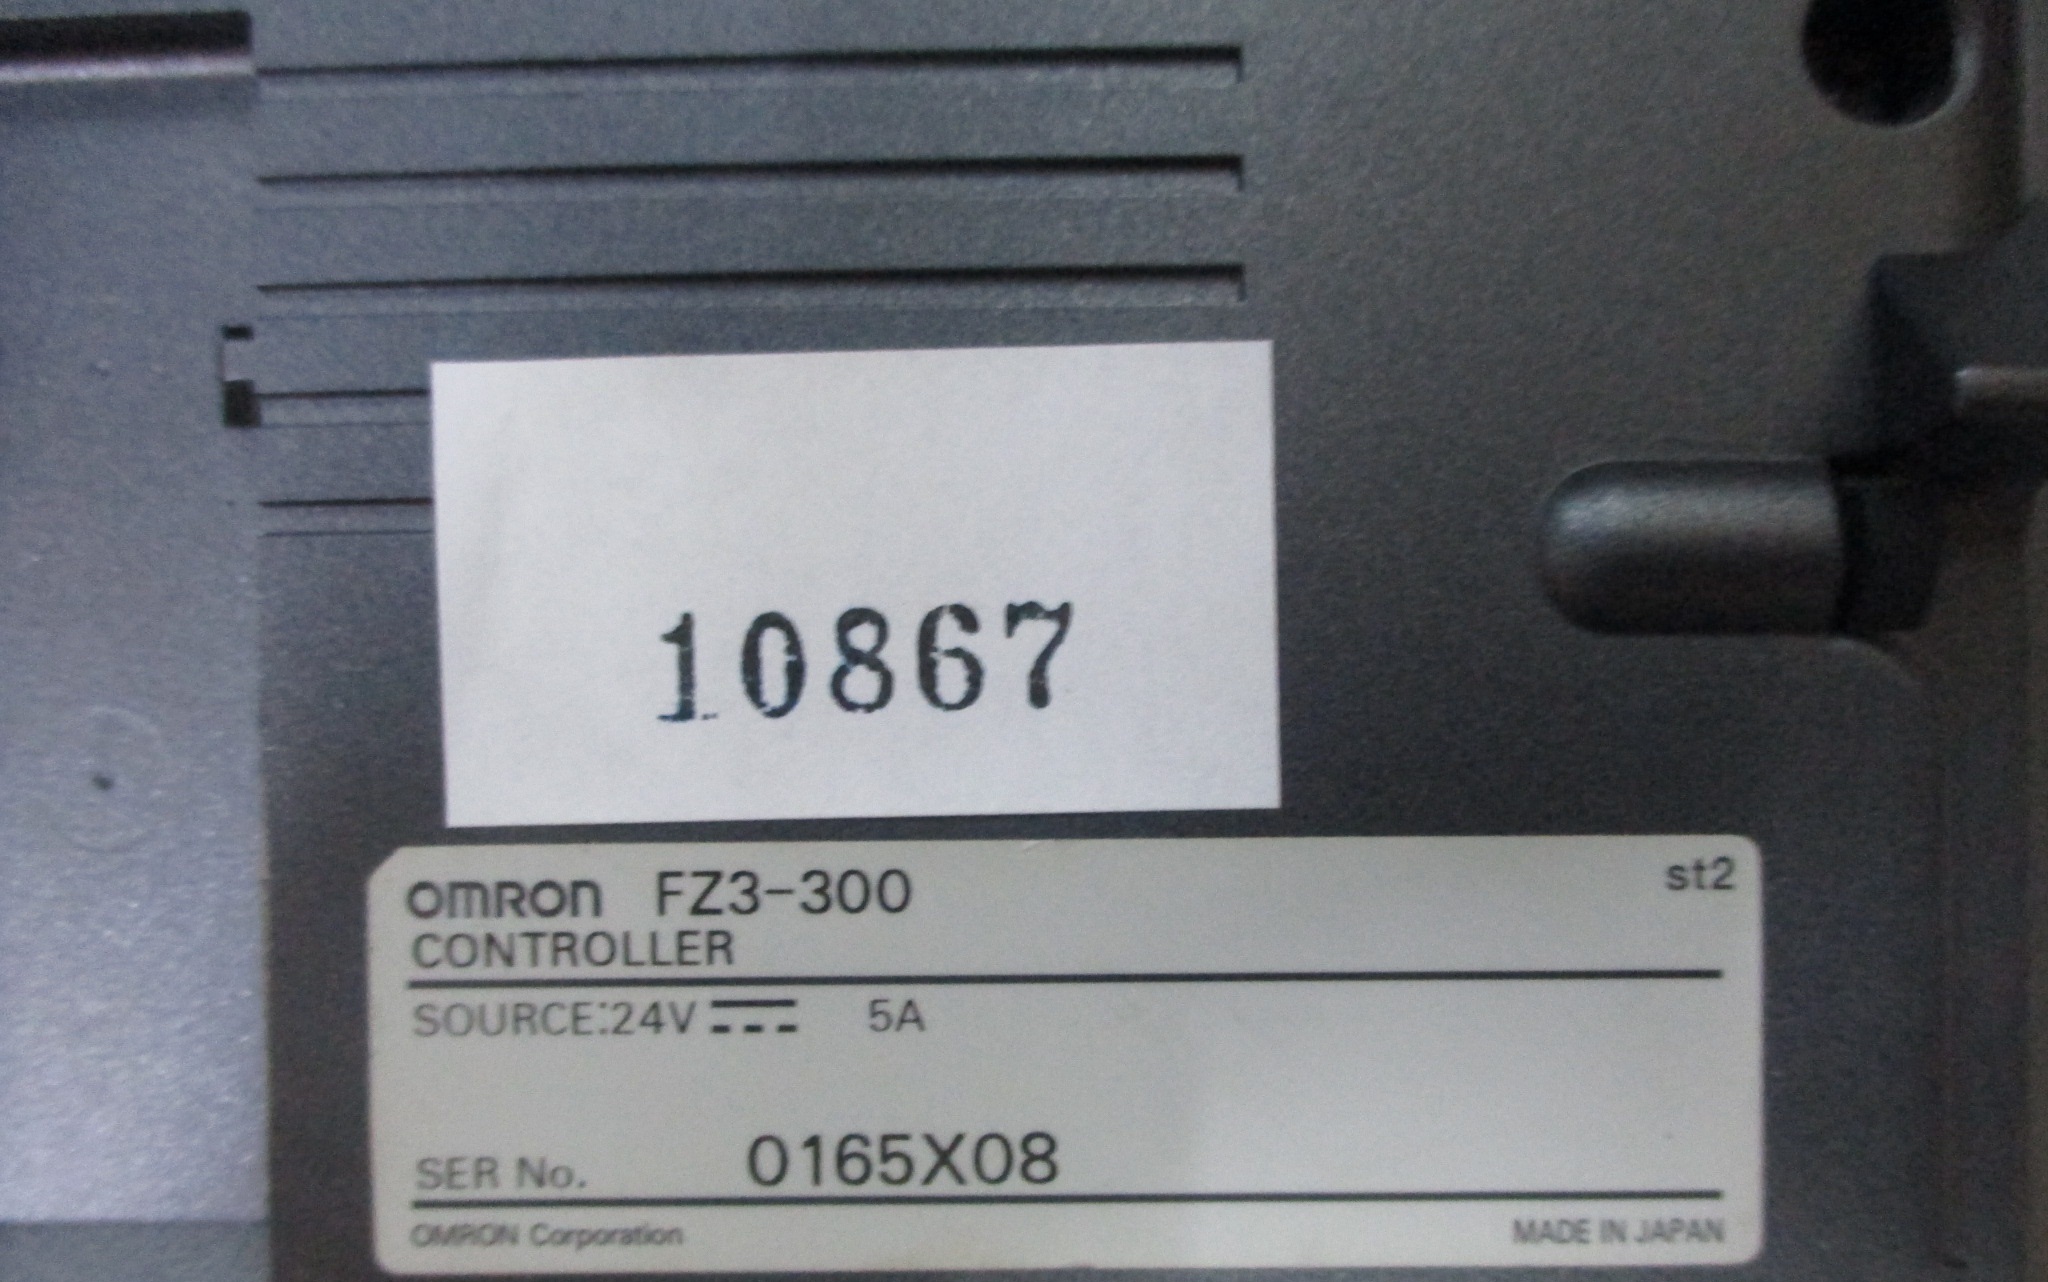 10867
OMRON FZ3-300 st2
CONTROLLER
SOURCE:24V 5A
SER No. 0165X08
OMRON Corporation MADE IN JAPAN